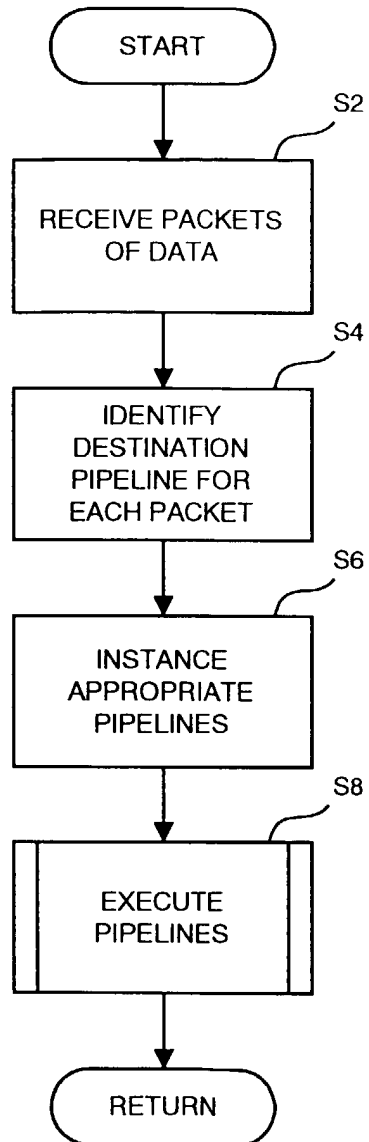 START
S2
RECEIVE PACKETS
OF DATA
S4
IDENTIFY
DESTINATION
PIPELINE FOR
EACH PACKET
S6
INSTANCE
APPROPRIATE
PIPELINES
S8
EXECUTE
PIPELINES
RETURN